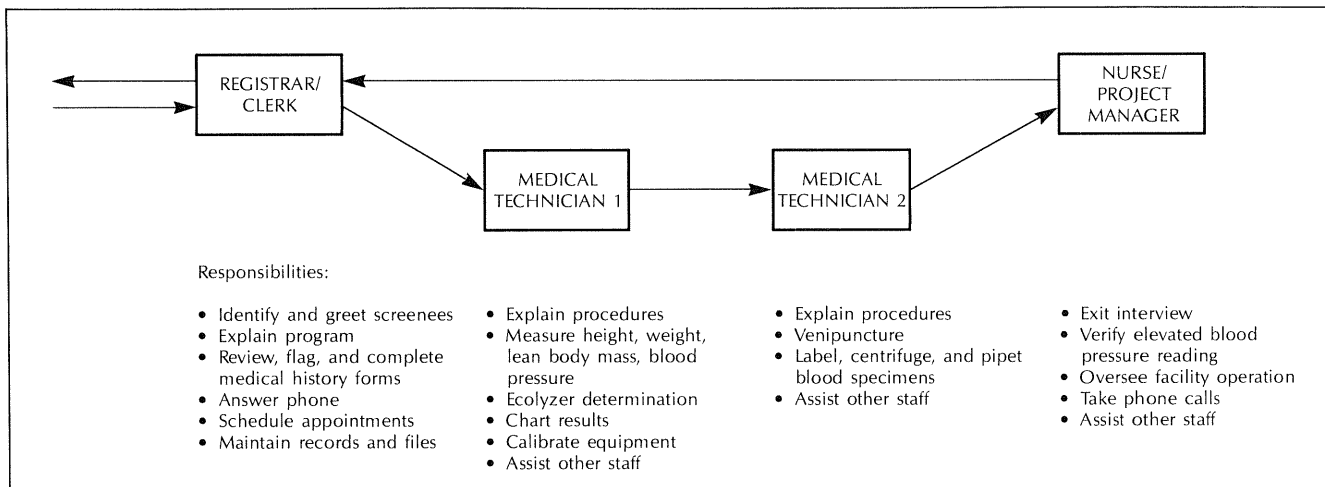 REGISTRAR/
CLERK
NURSE/
PROJECT
MANAGER
MEDICAL
TECHNICIAN 1
MEDICAL
TECHNICIAN 2
Responsibilities:
• Identify and greet screenees
• Explain program
• Review, flag, and complete
medical history forms
• Answer phone
• Schedule appointments
• Maintain records and files
• Explain procedures
• Measure height, weight,
lean body mass, blood
pressure
• Ecolyzer determination
• Chart results
• Calibrate equipment
• Assist other staff
• Explain procedures
• Venipuncture
• Label, centrifuge, and pipet
blood specimens
• Assist other staff
• Exit interview
• Verify elevated blood
pressure reading
• Oversee facility operation
• Take phone calls
• Assist other staff